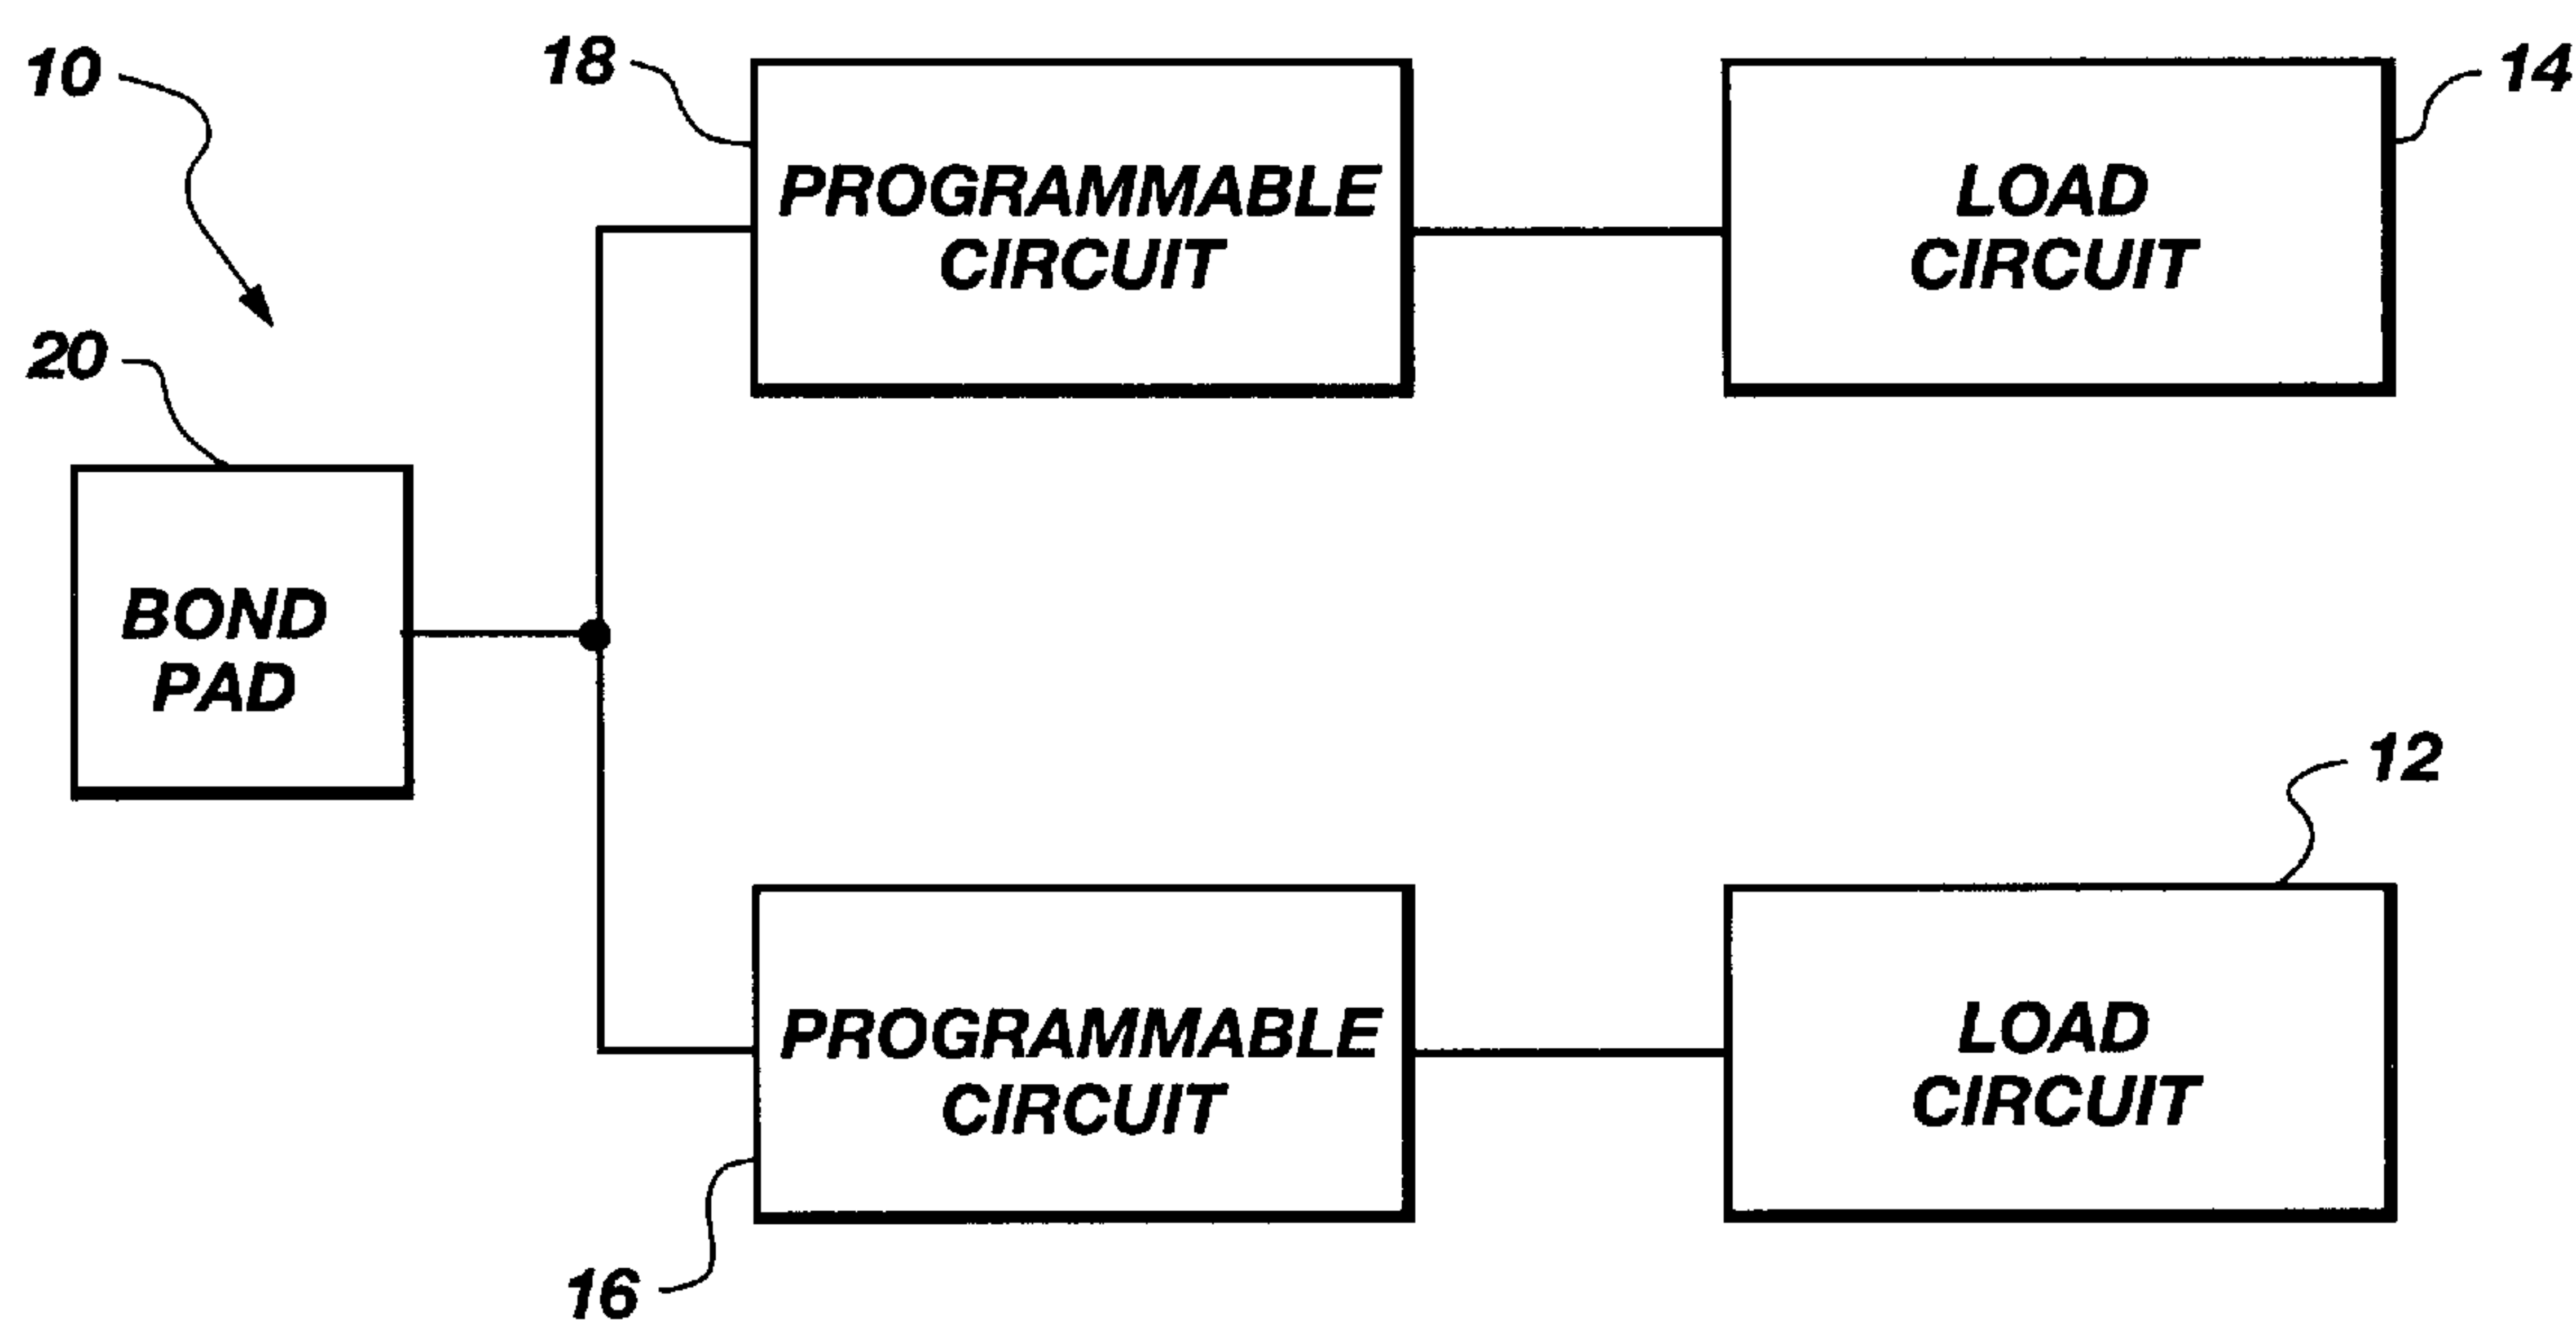 10
18
PROGRAMMABLE
CIRCUIT
LOAD
CIRCUIT
14
20
BOND
PAD
12
PROGRAMMABLE
CIRCUIT
16
LOAD
CIRCUIT